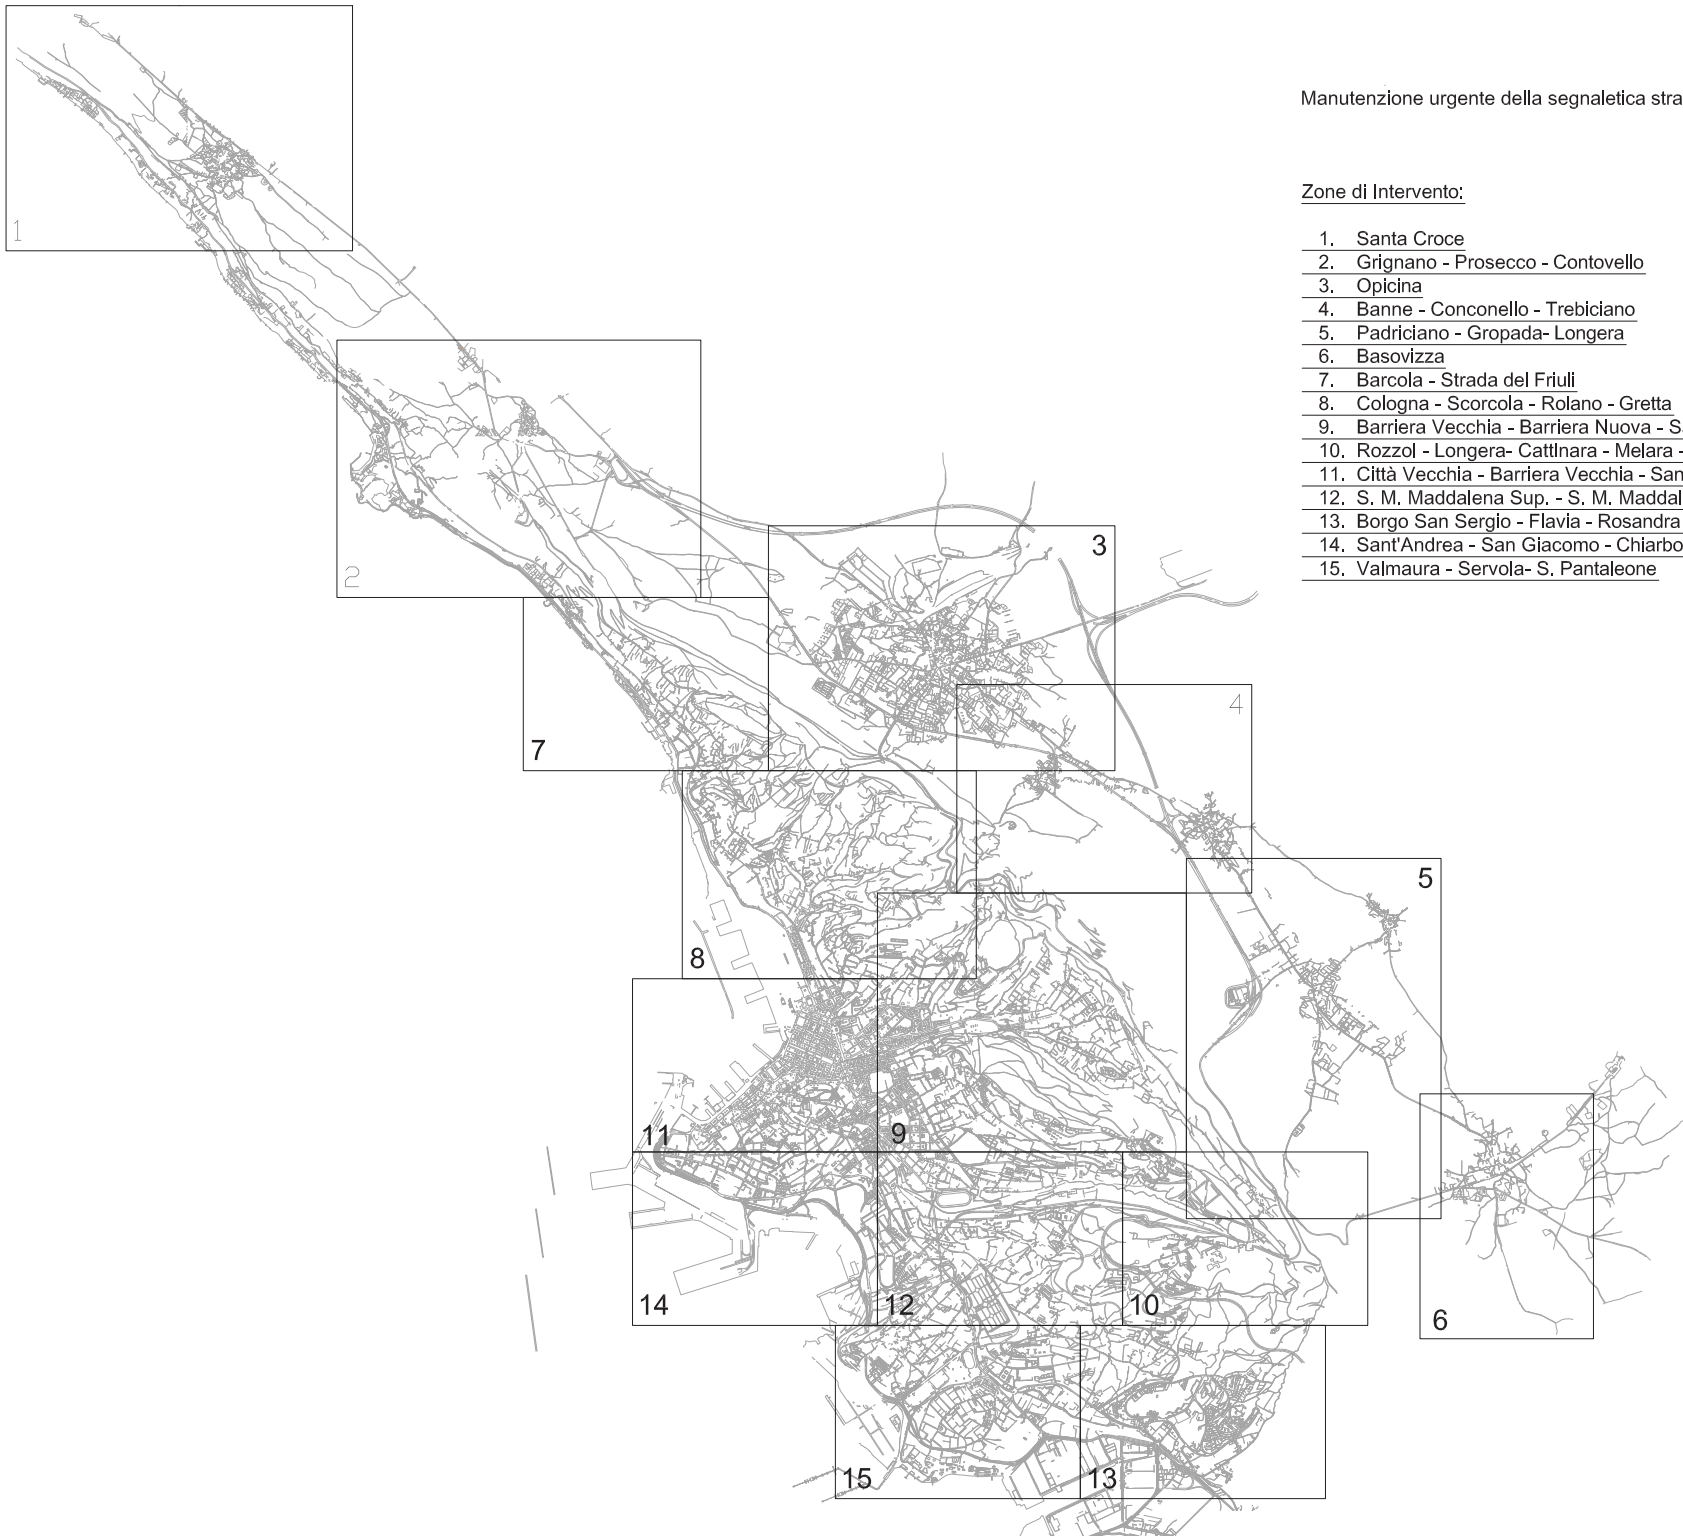 Manutenzione urgente della segnaletica stra
Zone di Intervento:
1. Santa Croce
2. Grignano - Prosecco - Contovello
3. Opicina
4. Banne - Conconello - Trebiciano
5. Padriciano - Gropada- Longera
6. Basovizza
7. Barcola - Strada del Friuli
8. Cologna - Scorcola - Rolano - Gretta
9. Barriera Vecchia - Barriera Nuova - S.
10. Rozzol - Longera- CattInara - Melara -
11. Città Vecchia - Barriera Vecchia - San
12. S. M. Maddalena Sup. - S. M. Maddal
13. Borgo San Sergio - Flavia - Rosandra
14. Sant'Andrea - San Giacomo - Chiarbo
15. Valmaura - Servola- S. Pantaleone
1
2
3
4
7
5
8
11
9
14
12
10
6
15
13